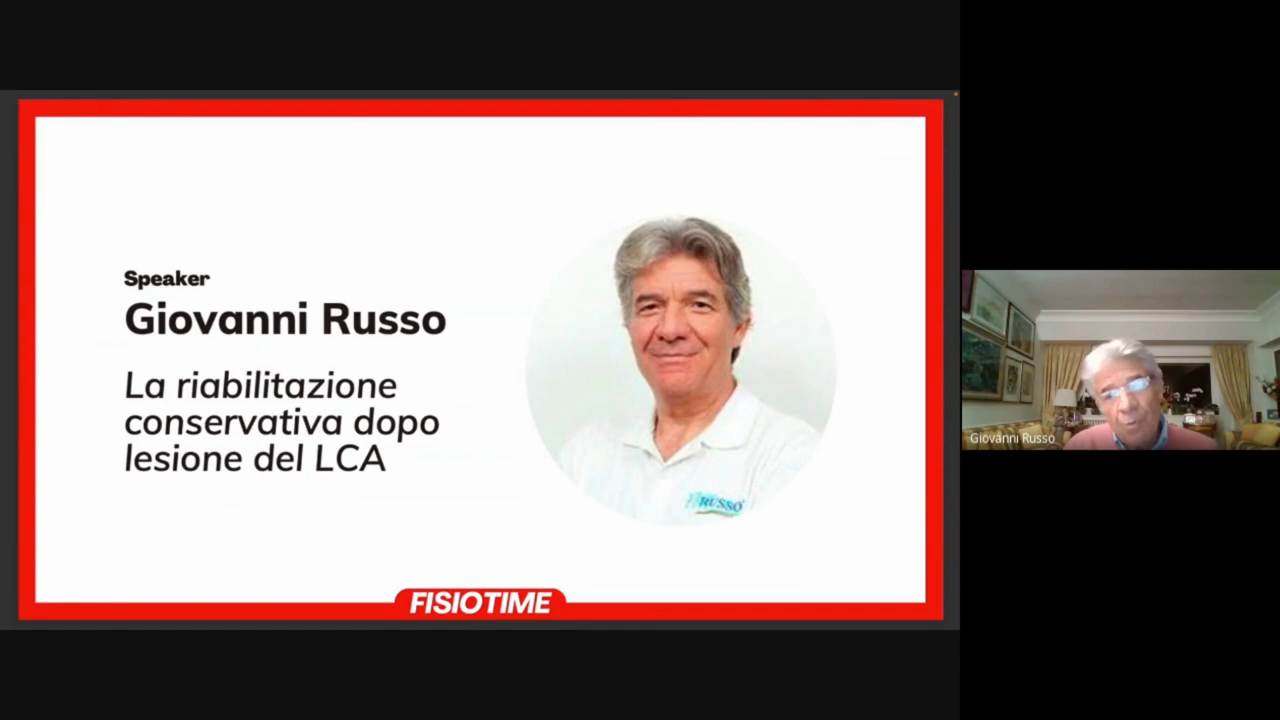 Speaker
Giovanni Russo
La riabilitazione
conservativa dopo
lesione del LCA
RUSSO
FISIOTIME
Giovanni Russo